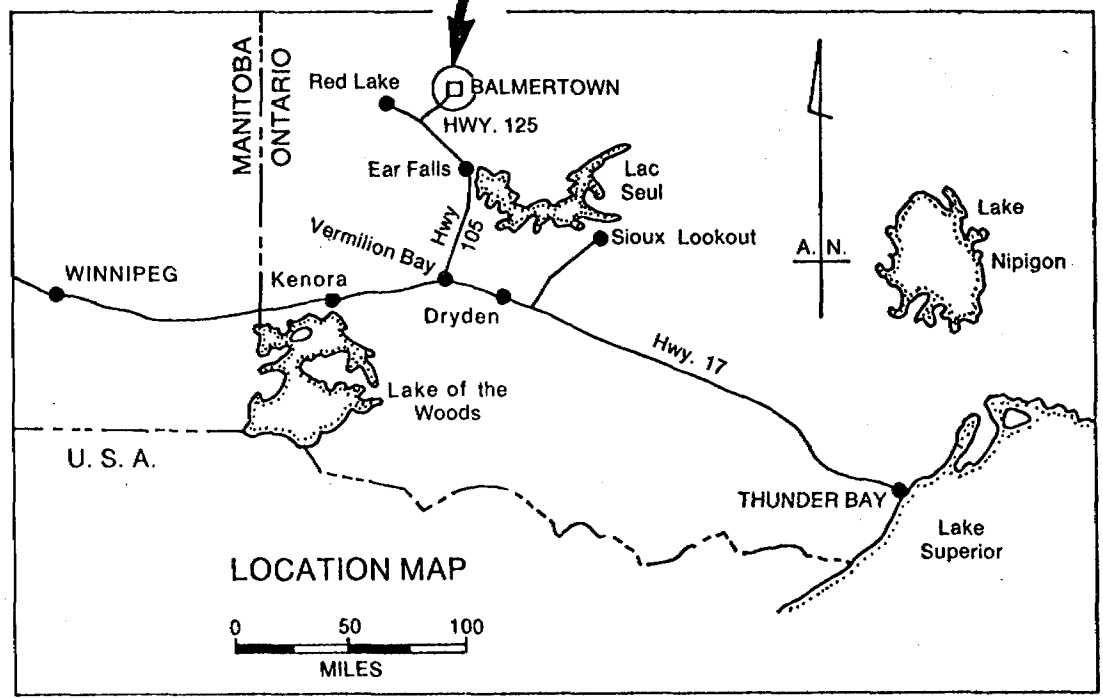 MANITOBA
ONTARIO
Red Lake
BALMERTOWN
HWY. 125
Ear Falls
Lac
Seul
Hwy
105
Vermilion Bay
Sioux Lookout
Lake
Nipigon
A. N.
WINNIPEG
Kenora
Dryden
Hwy. 17
Lake of the
Woods
U. S. A.
THUNDER BAY
Lake
Superior
LOCATION MAP
0 50 100
MILES